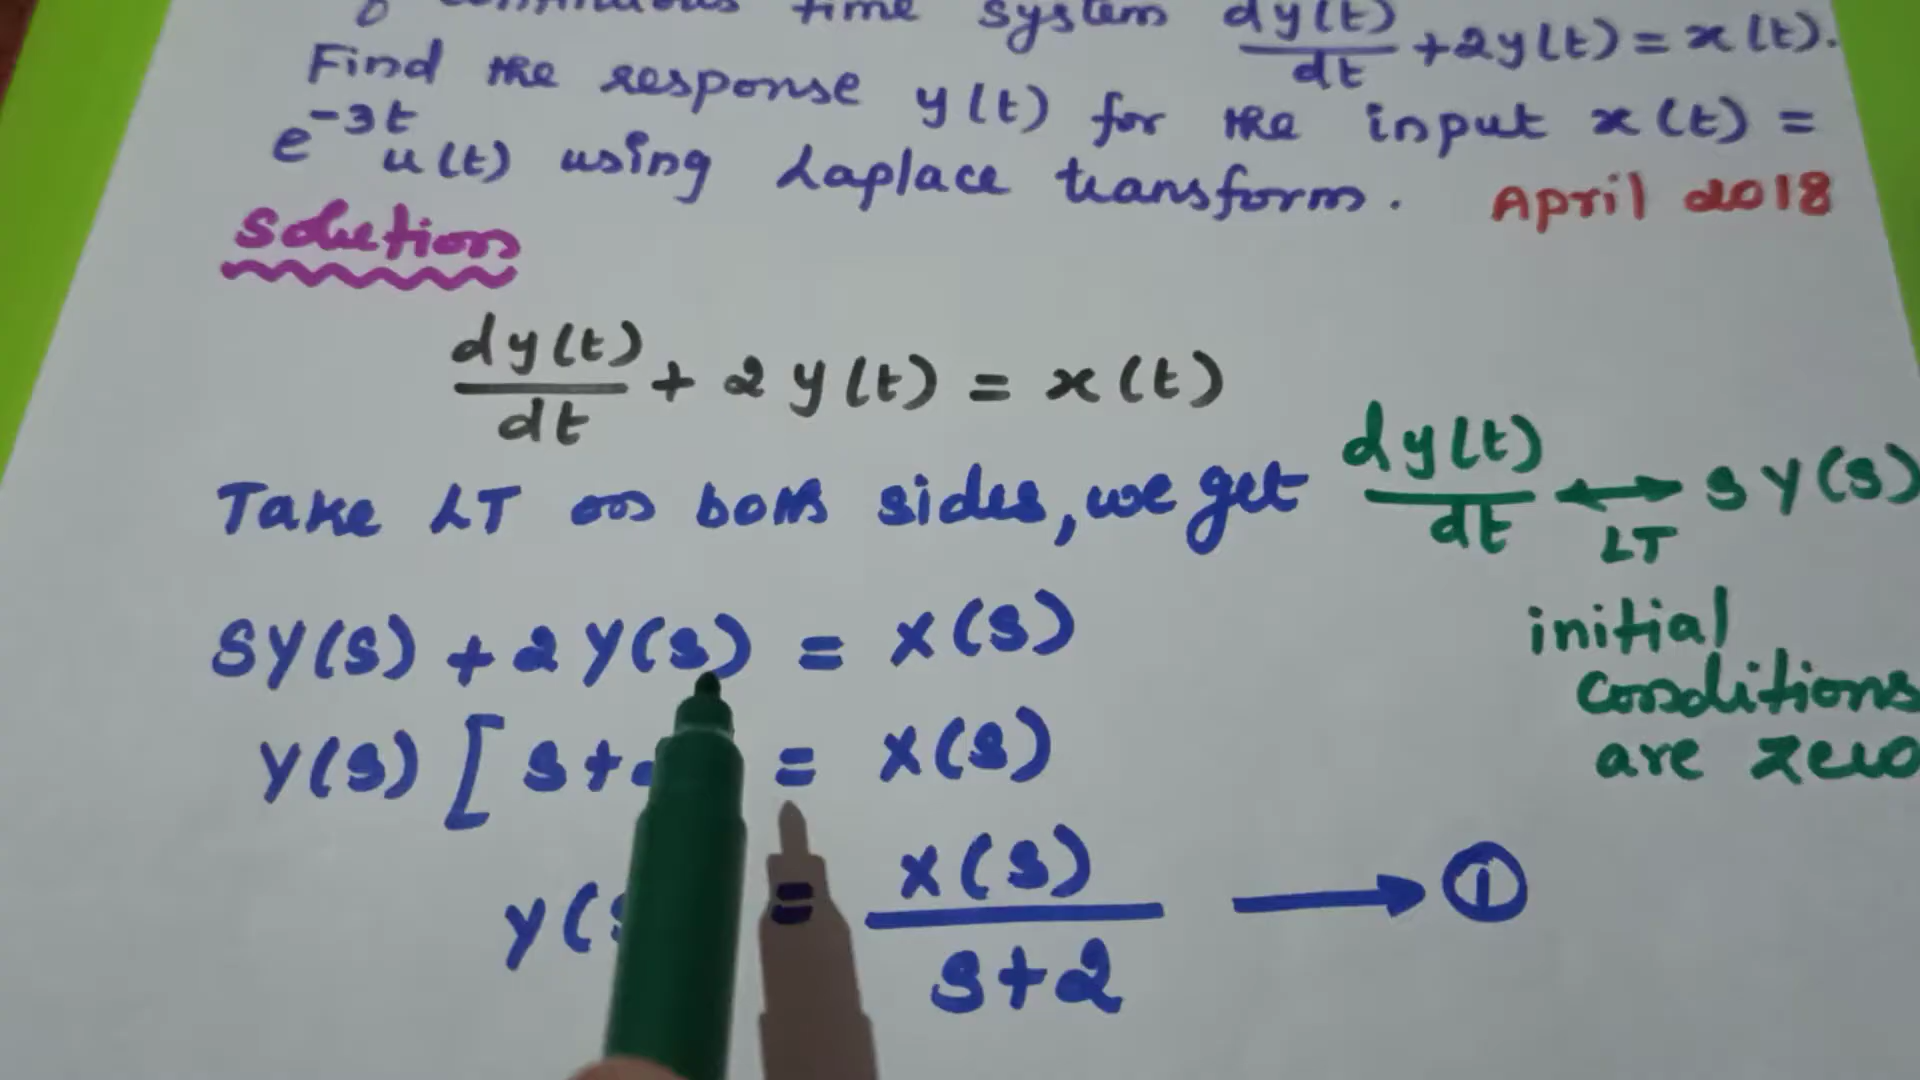 continuous time system dy(t)/dt + 2y(t) = x(t).
Find the response y(t) for the input x(t) =
e^-3t u(t) using Laplace transform. April 2018
Solution
dy(t)/dt + 2 y(t) = x(t)
Take LT on both sides, we get dy(t)/dt ↔ sY(s)
LT
initial
conditions
are zero
SY(s) + 2 Y(s) = X(s)
Y(s) [ s+ = X(s)
Y( = X(s)/s+2 → ①